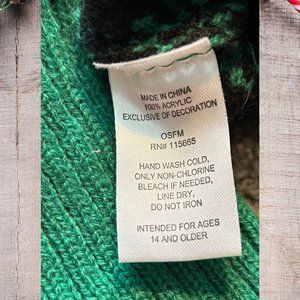 MADE IN CHINA
100% ACRYLIC
EXCLUSIVE OF DECORATION
OSFM
RN# 115665
HAND WASH COLD,
ONLY NON-CHLORINE
BLEACH IF NEEDED,
LINE DRY,
DO NOT IRON
INTENDED FOR AGES
14 AND OLDER